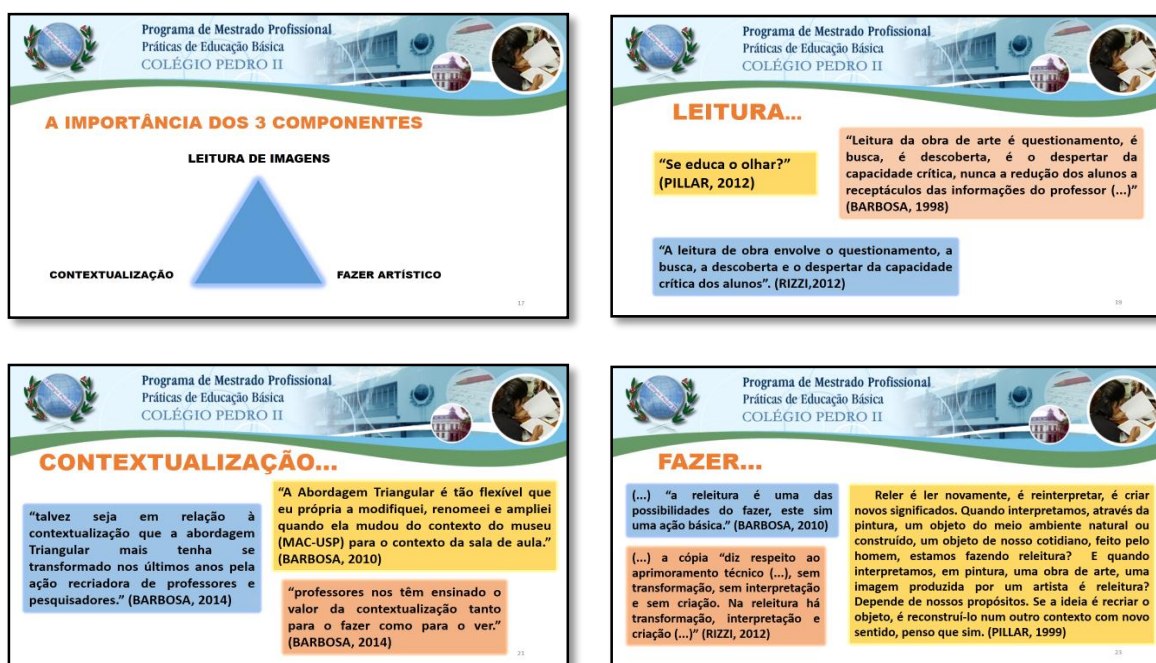 Programa de Mestrado Profissional
Práticas de Educação Básica
COLÉGIO PEDRO II
A IMPORTÂNCIA DOS 3 COMPONENTES
LEITURA DE IMAGENS
CONTEXTUALIZAÇÃO
FAZER ARTÍSTICO
17
Programa de Mestrado Profissional
Práticas de Educação Básica
COLÉGIO PEDRO II
LEITURA...
“Se educa o olhar?”
(PILLAR, 2012)
“Leitura da obra de arte é questionamento, é
busca, é descoberta, é o despertar da
capacidade crítica, nunca a redução dos alunos a
receptáculos das informações do professor (...)”
(BARBOSA, 1998)
“A leitura de obra envolve o questionamento, a
busca, a descoberta e o despertar da capacidade
crítica dos alunos”. (RIZZI,2012)
Programa de Mestrado Profissional
Práticas de Educação Básica
COLÉGIO PEDRO II
CONTEXTUALIZAÇÃO...
“talvez seja em relação à
contextualização que a abordagem
Triangular mais tenha se
transformado nos últimos anos pela
ação recriadora de professores e
pesquisadores.” (BARBOSA, 2014)
“A Abordagem Triangular é tão flexível que
eu própria a modifiquei, renomeei e ampliei
quando ela mudou do contexto do museu
(MAC-USP) para o contexto da sala de aula.”
(BARBOSA, 2010)
“professores nos têm ensinado o
valor da contextualização tanto
para o fazer como para o ver.”
(BARBOSA, 2014)
21
Programa de Mestrado Profissional
Práticas de Educação Básica
COLÉGIO PEDRO II
FAZER...
(...) “a releitura é uma das
possibilidades do fazer, este sim
uma ação básica.” (BARBOSA, 2010)
(...) a cópia “diz respeito ao
aprimoramento técnico (...), sem
transformação, sem interpretação
e sem criação. Na releitura há
transformação, interpretação e
criação (...)” (RIZZI, 2012)
Reler é ler novamente, é reinterpretar, é criar
novos significados. Quando interpretamos, através da
pintura, um objeto do meio ambiente natural ou
construído, um objeto de nosso cotidiano, feito pelo
homem, estamos fazendo releitura? E quando
interpretamos, em pintura, uma obra de arte, uma
imagem produzida por um artista é releitura?
Depende de nossos propósitos. Se a ideia é recriar o
objeto, é reconstruí-lo num outro contexto com novo
sentido, penso que sim. (PILLAR, 1999)